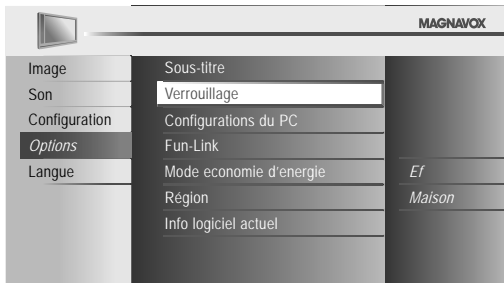 MAGNAVOX
Image
Son
Configuration
Options
Langue
Sous-titre
Verrouillage
Configurations du PC
Fun-Link
Mode economie d'energie
Ef
Région
Maison
Info logiciel actuel